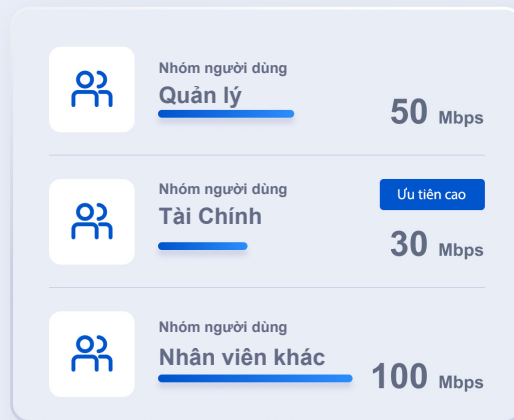 Nhóm người dùng
Quản lý
50 Mbps
Nhóm người dùng
Ưu tiên cao
Tài Chính
30 Mbps
Nhóm người dùng
Nhân viên khác
100 Mbps